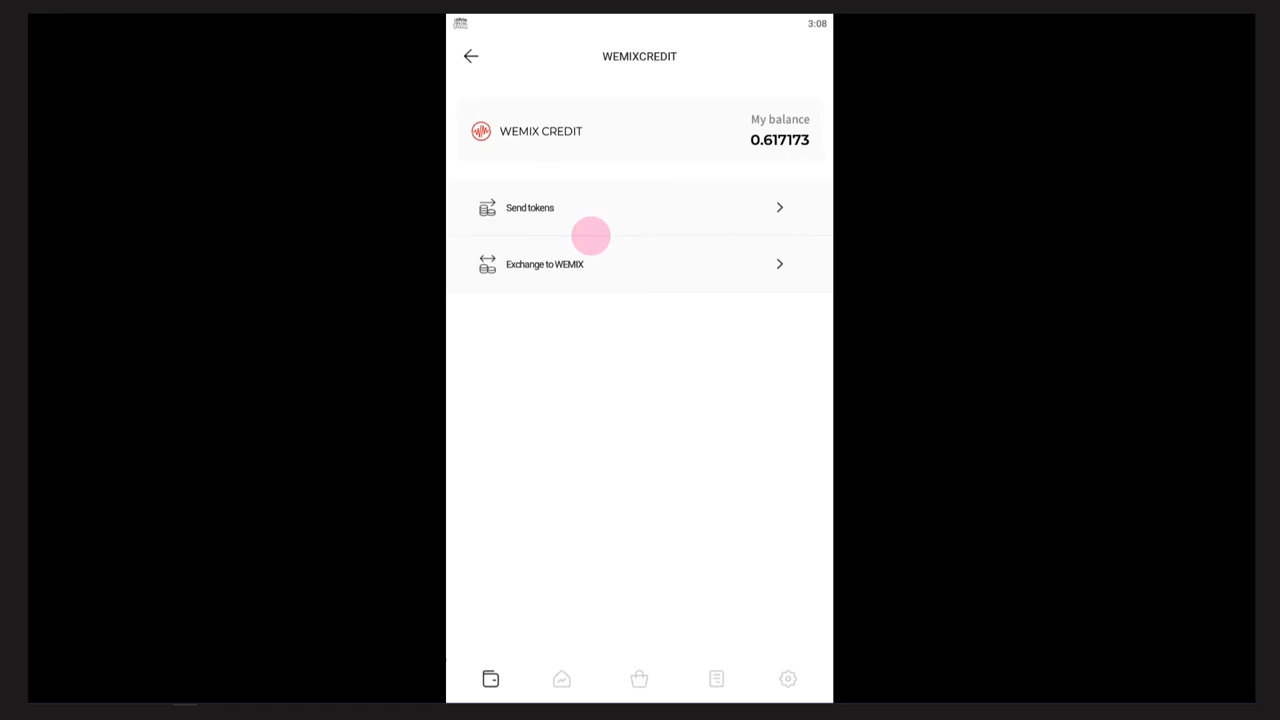 3:08
WEMIXCREDIT
WEMIX CREDIT
My balance
0.617173
Send tokens
Exchange to WEMIX